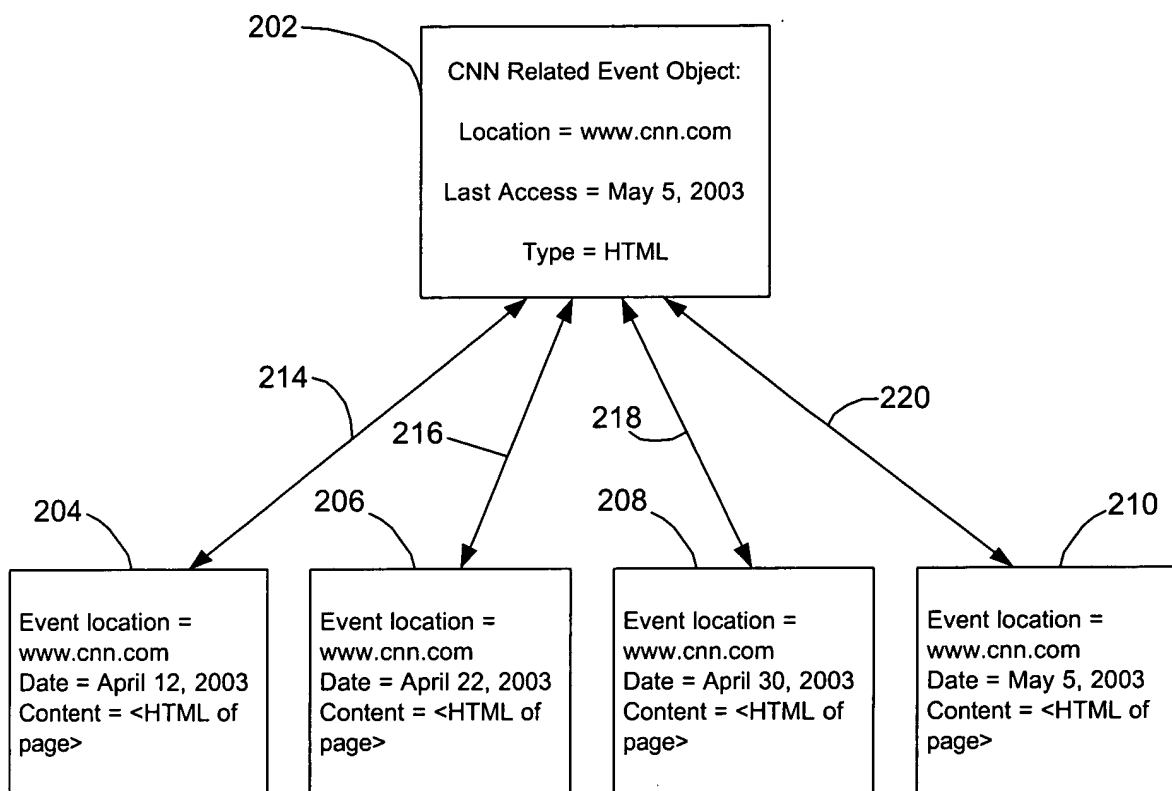 202
CNN Related Event Object:
Location = www.cnn.com
Last Access = May 5, 2003
Type = HTML
214
216
218
220
204
206
208
210
Event location =
www.cnn.com
Date = April 12, 2003
Content = <HTML of
page>
Event location =
www.cnn.com
Date = April 22, 2003
Content = <HTML of
page>
Event location =
www.cnn.com
Date = April 30, 2003
Content = <HTML of
page>
Event location =
www.cnn.com
Date = May 5, 2003
Content = <HTML of
page>